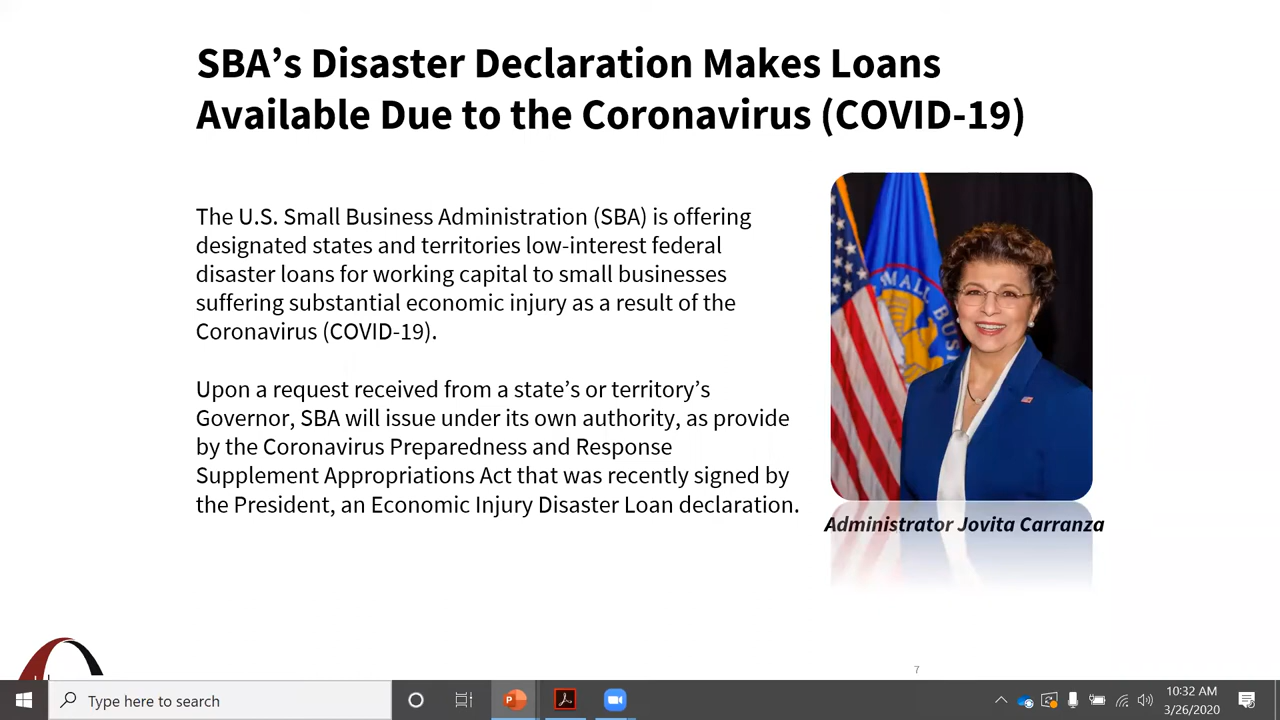 SBA’s Disaster Declaration Makes Loans
Available Due to the Coronavirus (COVID-19)
The U.S. Small Business Administration (SBA) is offering
designated states and territories low-interest federal
disaster loans for working capital to small businesses
suffering substantial economic injury as a result of the
Coronavirus (COVID-19).
Upon a request received from a state’s or territory’s
Governor, SBA will issue under its own authority, as provide
by the Coronavirus Preparedness and Response
Supplement Appropriations Act that was recently signed by
the President, an Economic Injury Disaster Loan declaration.
SMALL BUSI
Administrator Jovita Carranza
7
Type here to search
10:32 AM
3/26/2020